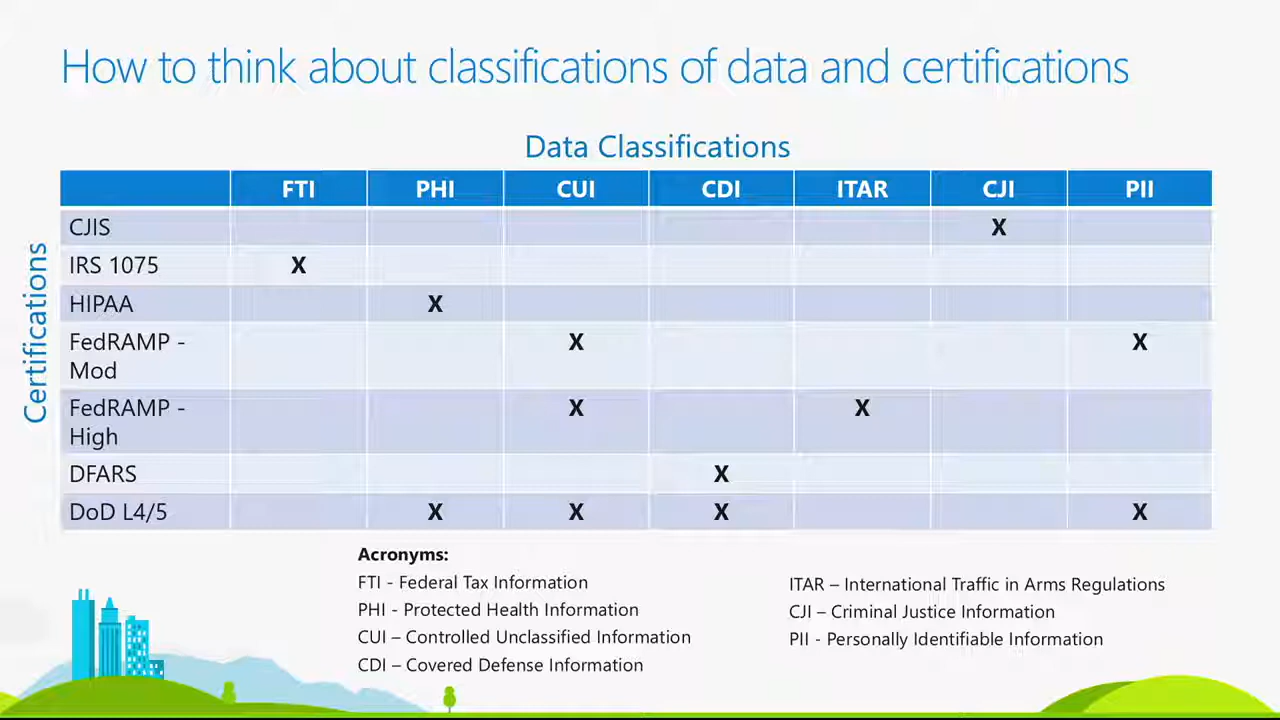 How to think about classifications of data and certifications
Data Classifications
FTI PHI CUI CDI ITAR CJI PII
Certifications
CJIS X
IRS 1075 X
HIPAA X
FedRAMP - X X
Mod
FedRAMP - X X
High
DFARS X
DoD L4/5 X X X X
Acronyms:
FTI - Federal Tax Information
PHI - Protected Health Information
CUI – Controlled Unclassified Information
CDI – Covered Defense Information
ITAR – International Traffic in Arms Regulations
CJI – Criminal Justice Information
PII - Personally Identifiable Information